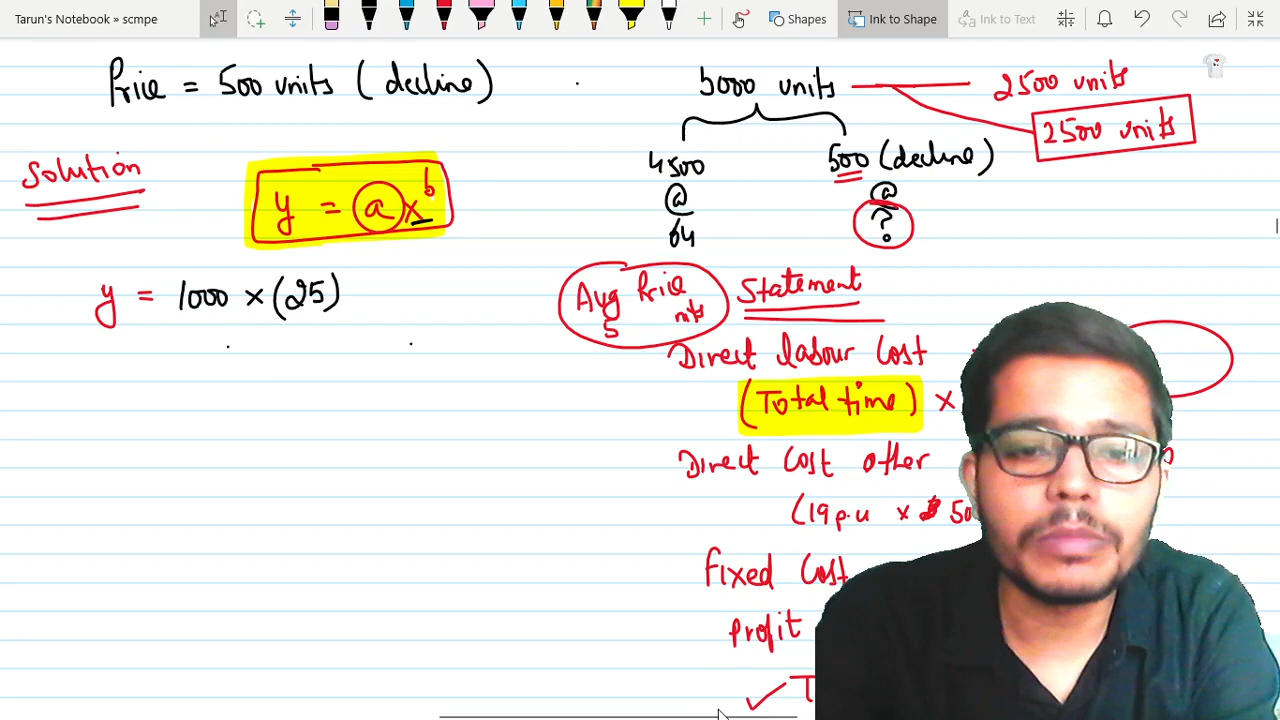 Tarun's Notebook » scmpe
Shapes
Ink to Shape
Ink to Text
Price = 500 units (decline)
5000 units
2500 units
2500 units
4500
500 (decline)
@
@
64
?
Solution
y = a x^b
y = 1000 × (25)
Avg Price
5
nits
Statement
Direct labour Cost
(Total time) ×
Direct Cost other
(19 p.u × 50
Fixed Cost
Profit
✓ T